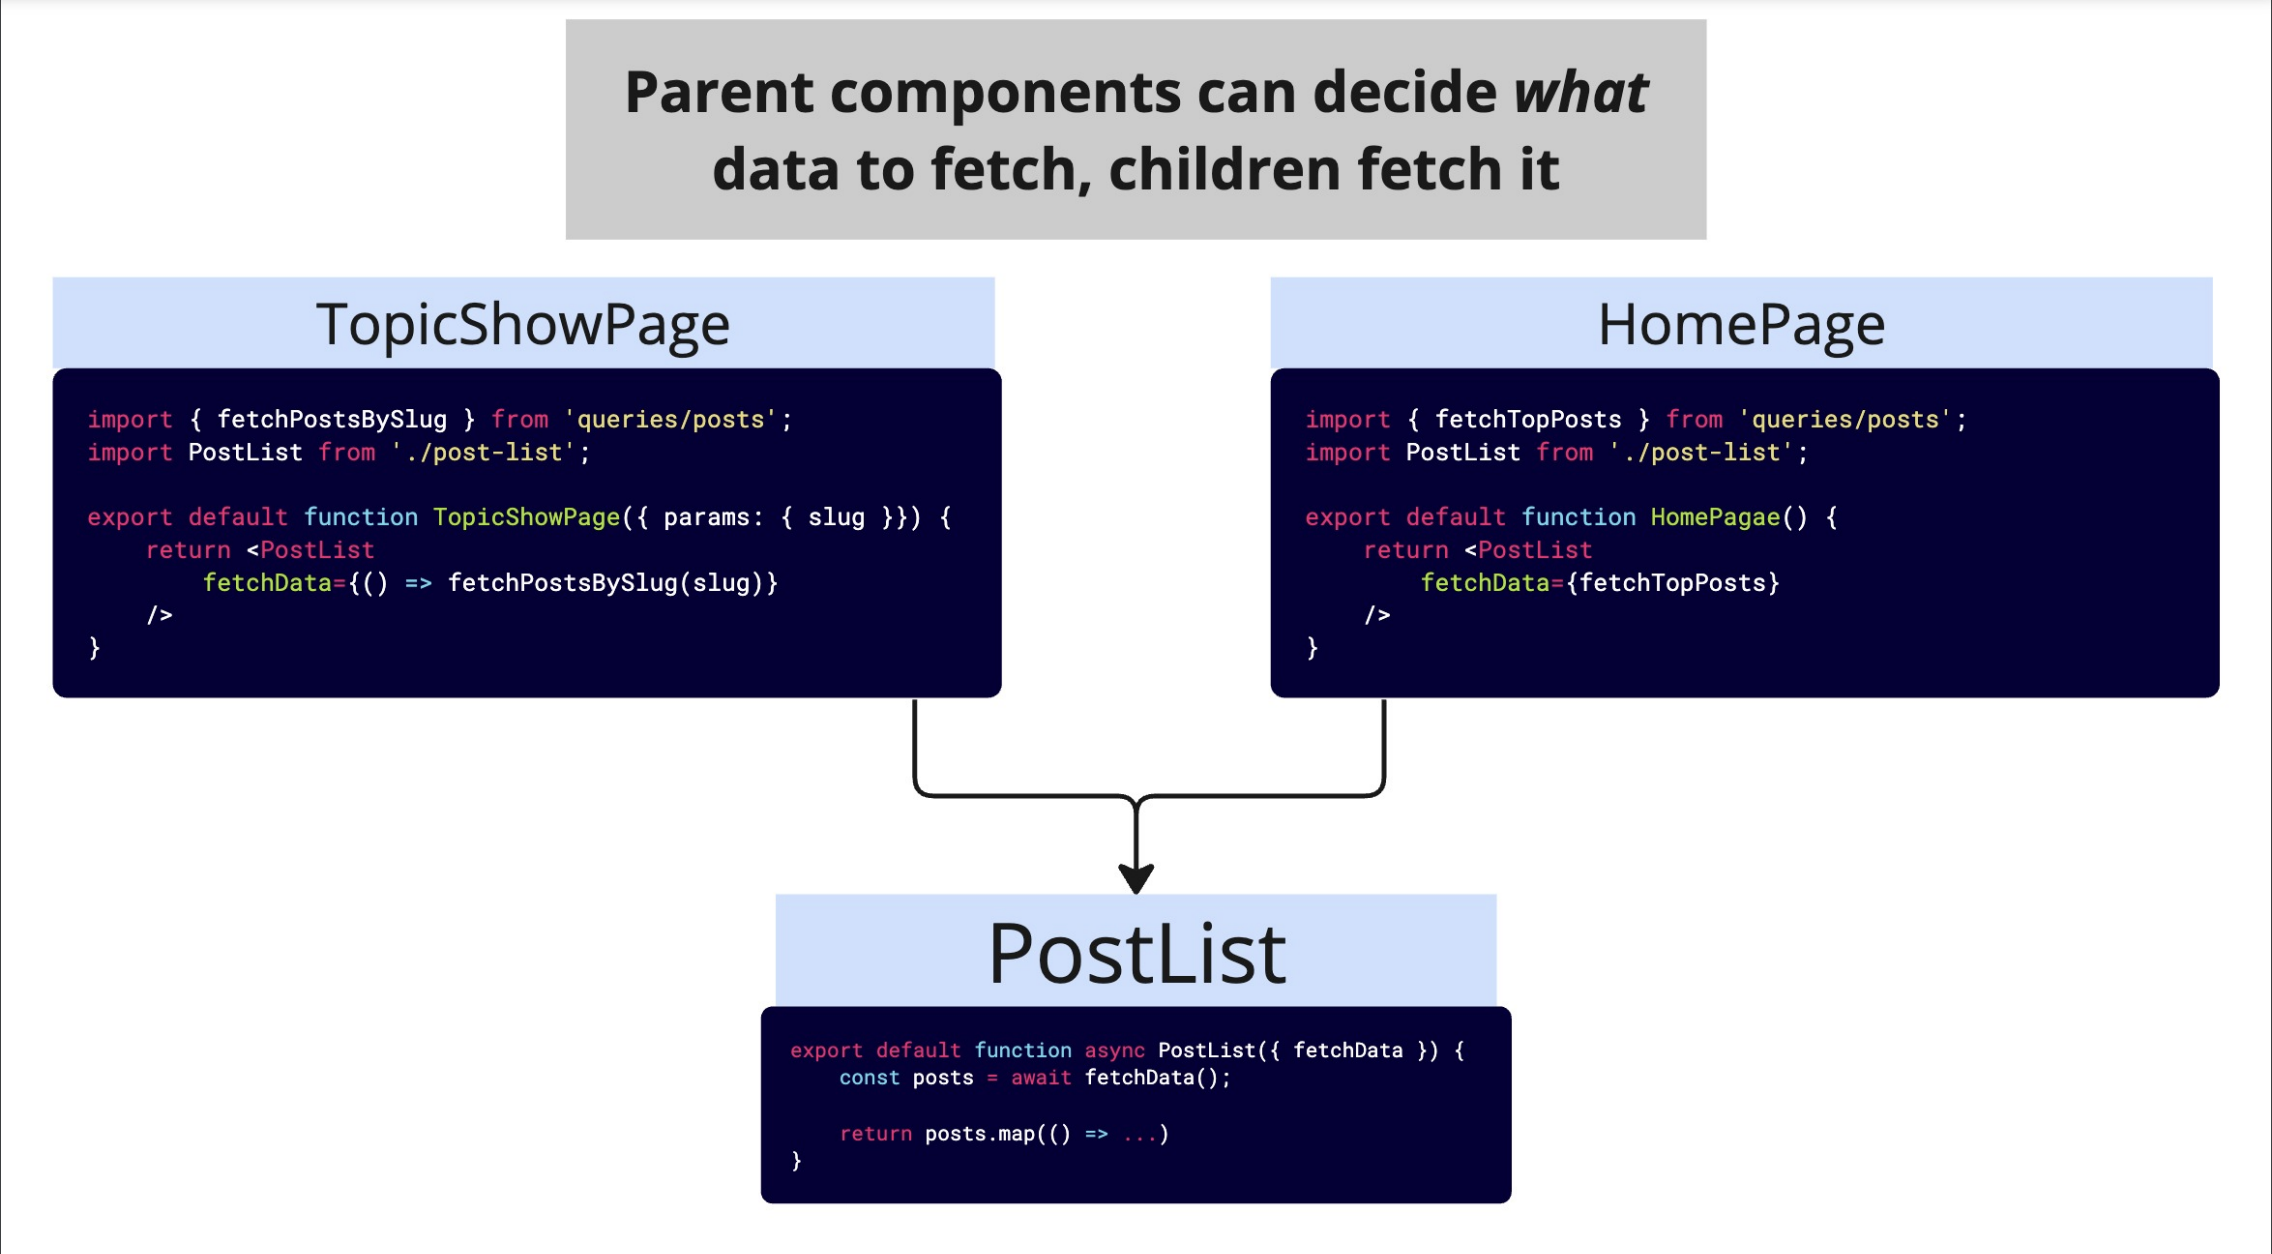 Parent components can decide what
data to fetch, children fetch it
TopicShowPage
import { fetchPostsBySlug } from 'queries/posts';
import PostList from './post-list';
export default function TopicShowPage({ params: { slug }}) {
    return <PostList
        fetchData={() => fetchPostsBySlug(slug)}
    />
}
HomePage
import { fetchTopPosts } from 'queries/posts';
import PostList from './post-list';
export default function HomePagae() {
    return <PostList
        fetchData={fetchTopPosts}
    />
}
PostList
export default function async PostList({ fetchData }) {
    const posts = await fetchData();
    return posts.map(() => ...)
}